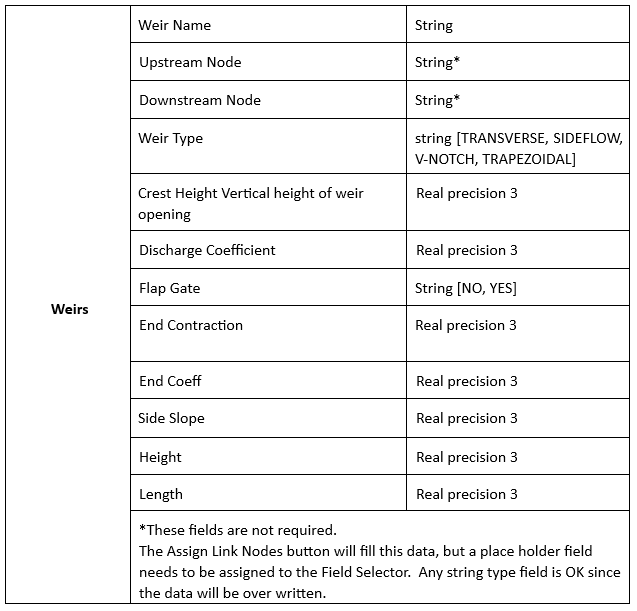 Weirs
Weir Name
String
Upstream Node
String*
Downstream Node
String*
Weir Type
string [TRANSVERSE, SIDEFLOW,
V-NOTCH, TRAPEZOIDAL]
Crest Height Vertical height of weir
opening
Real precision 3
Discharge Coefficient
Real precision 3
Flap Gate
String [NO, YES]
End Contraction
Real precision 3
End Coeff
Real precision 3
Side Slope
Real precision 3
Height
Real precision 3
Length
Real precision 3
*These fields are not required.
The Assign Link Nodes button will fill this data, but a place holder field
needs to be assigned to the Field Selector.  Any string type field is OK since
the data will be over written.